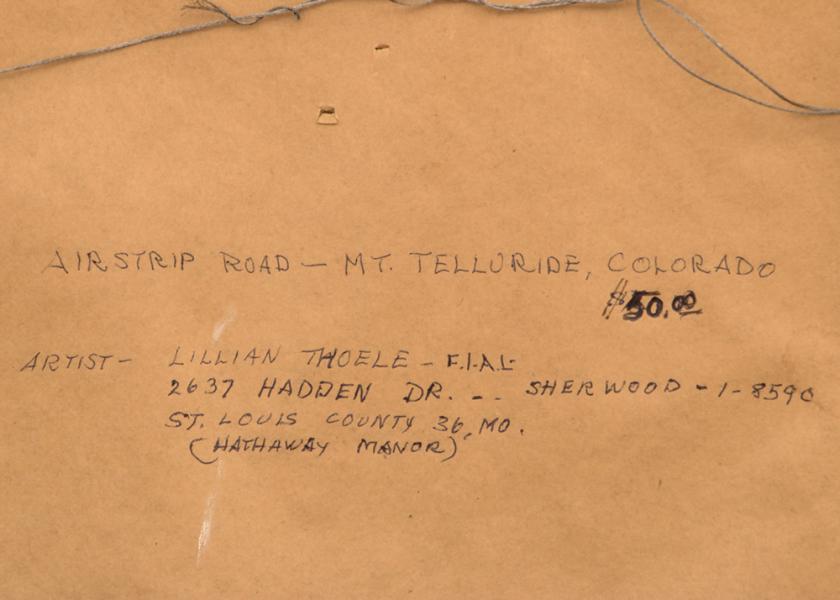 AIRSTRIP ROAD — MT. TELLURIDE, COLORADO
$50.00
ARTIST — LILLIAN THOELE — F.I.A.L.
2637 HADDEN DR. -- SHERWOOD - 1 - 8590
ST. LOUIS COUNTY 36, MO.
(HATHAWAY MANOR)